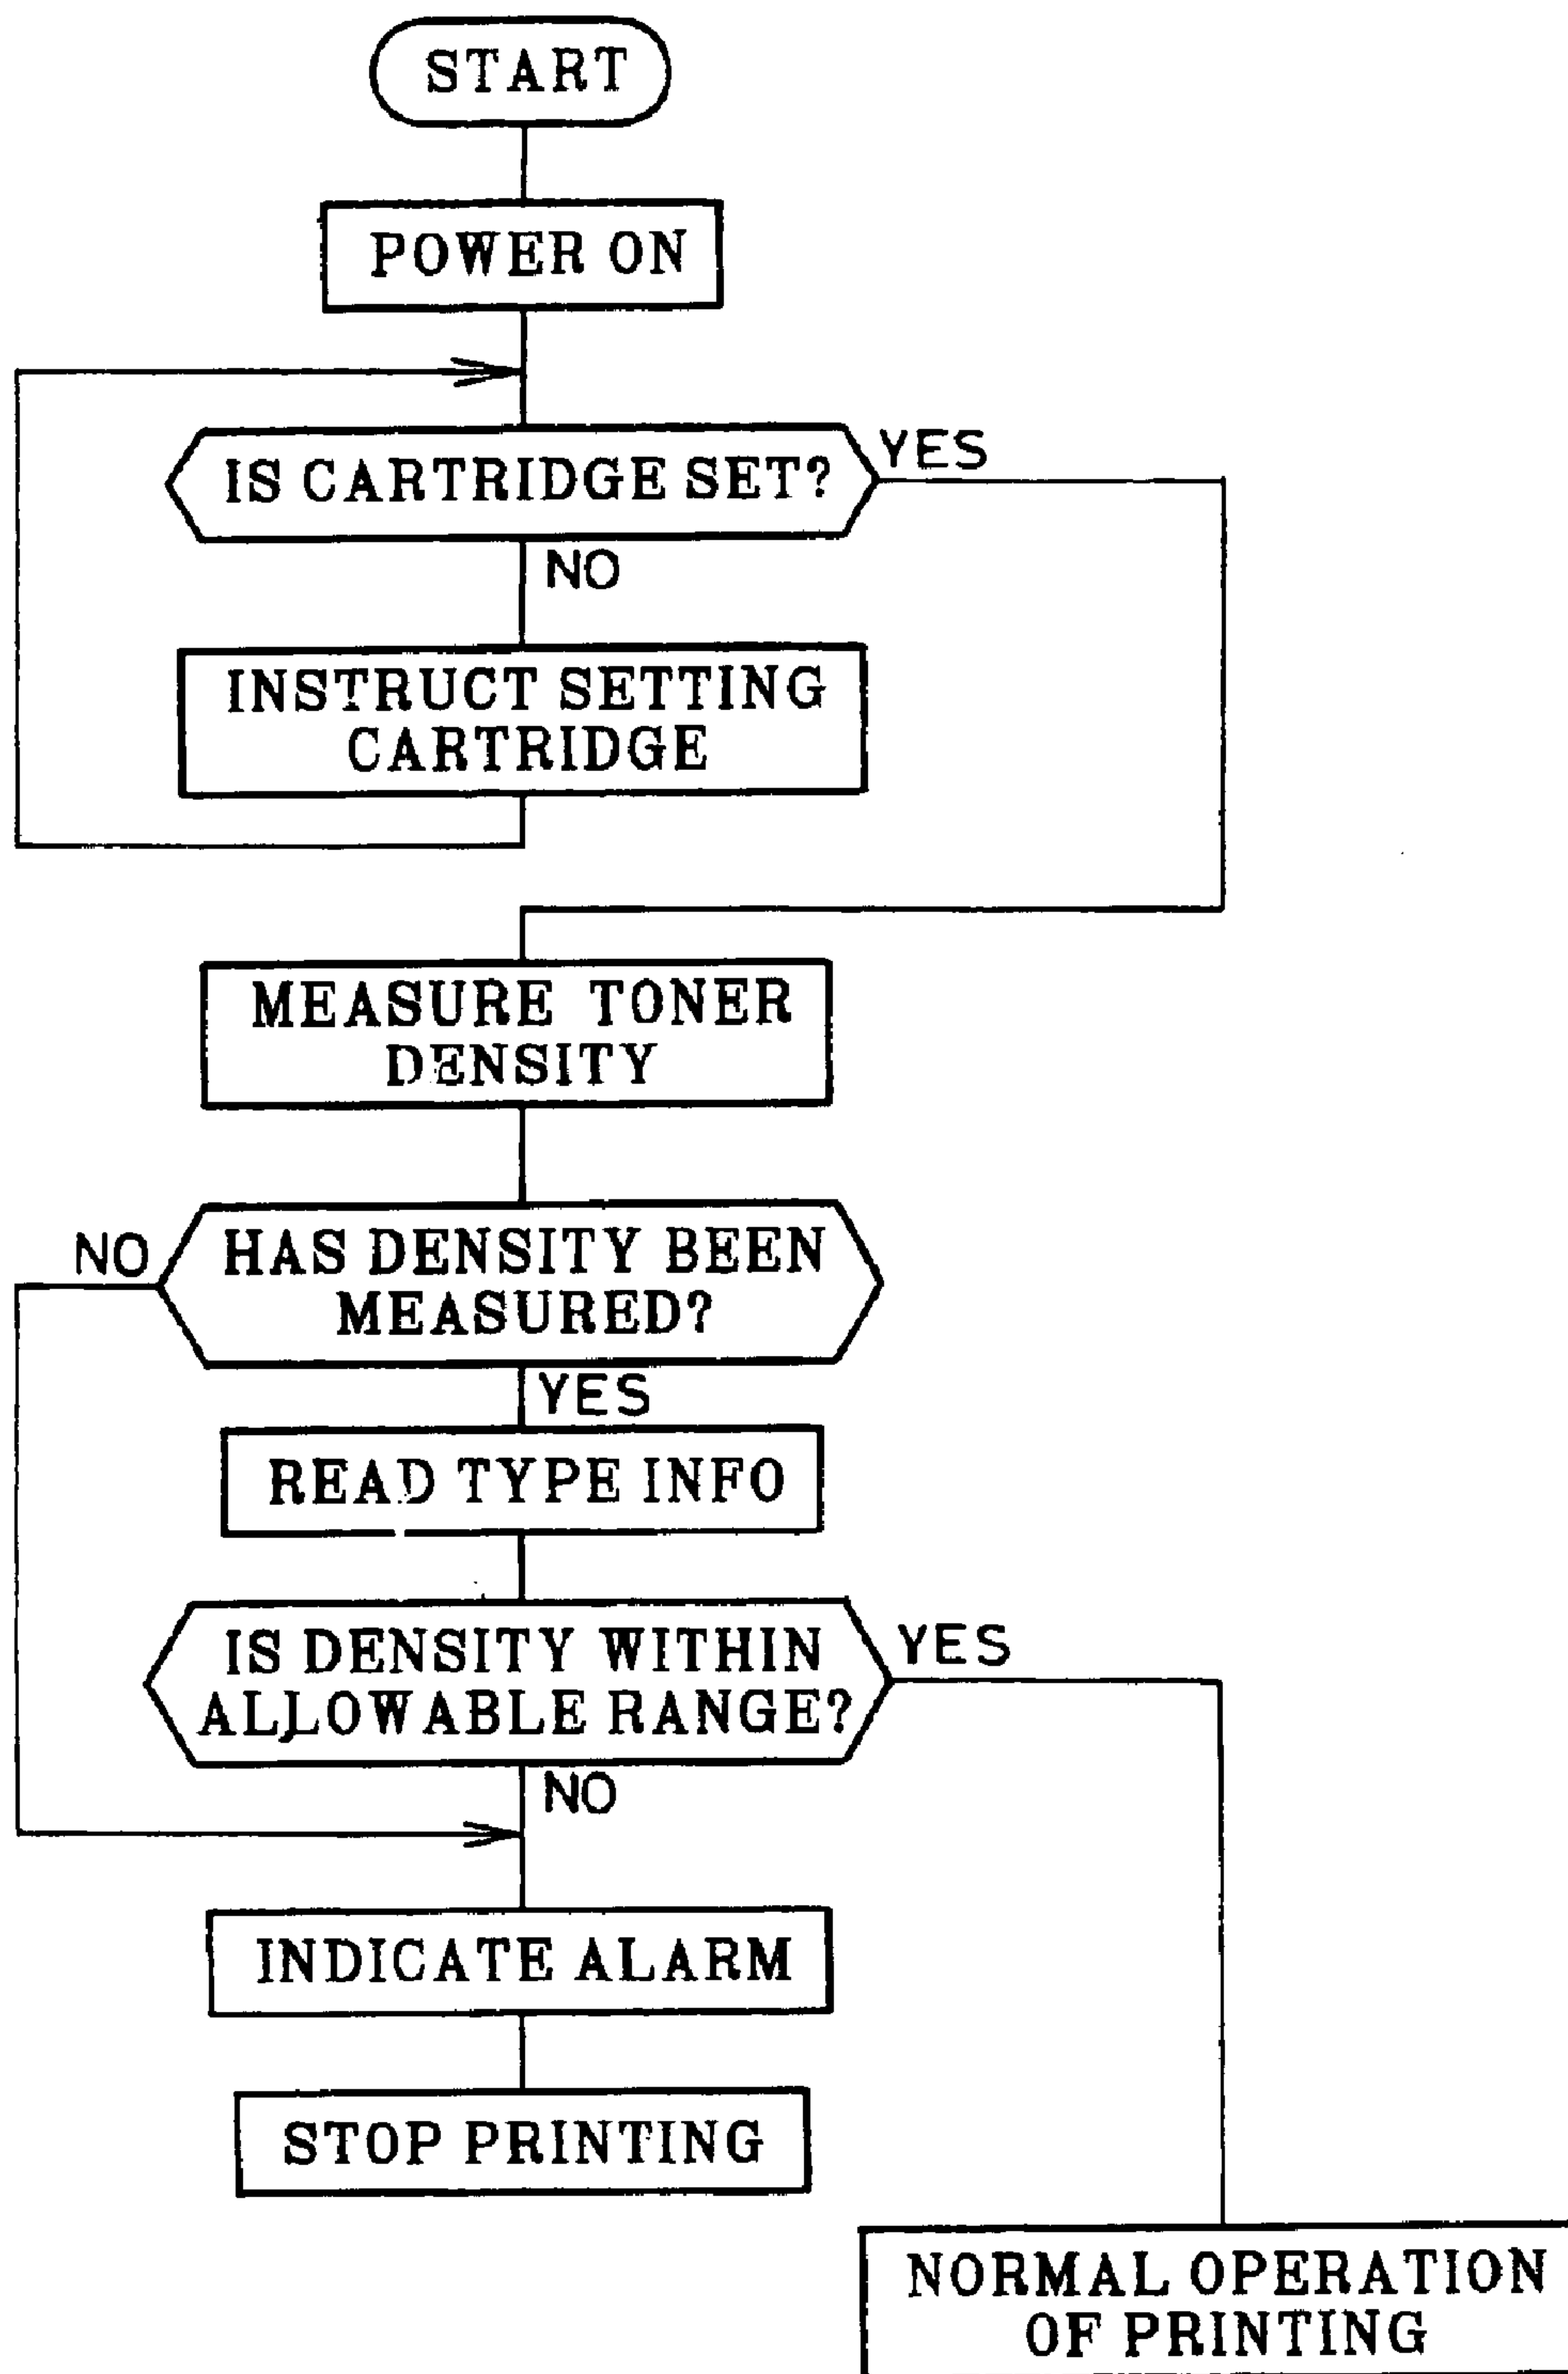 START
POWER ON
IS CARTRIDGE SET?
YES
NO
INSTRUCT SETTING
CARTRIDGE
MEASURE TONER
DENSITY
HAS DENSITY BEEN
MEASURED?
NO
YES
READ TYPE INFO
IS DENSITY WITHIN
ALLOWABLE RANGE?
YES
NO
INDICATE ALARM
STOP PRINTING
NORMAL OPERATION
OF PRINTING